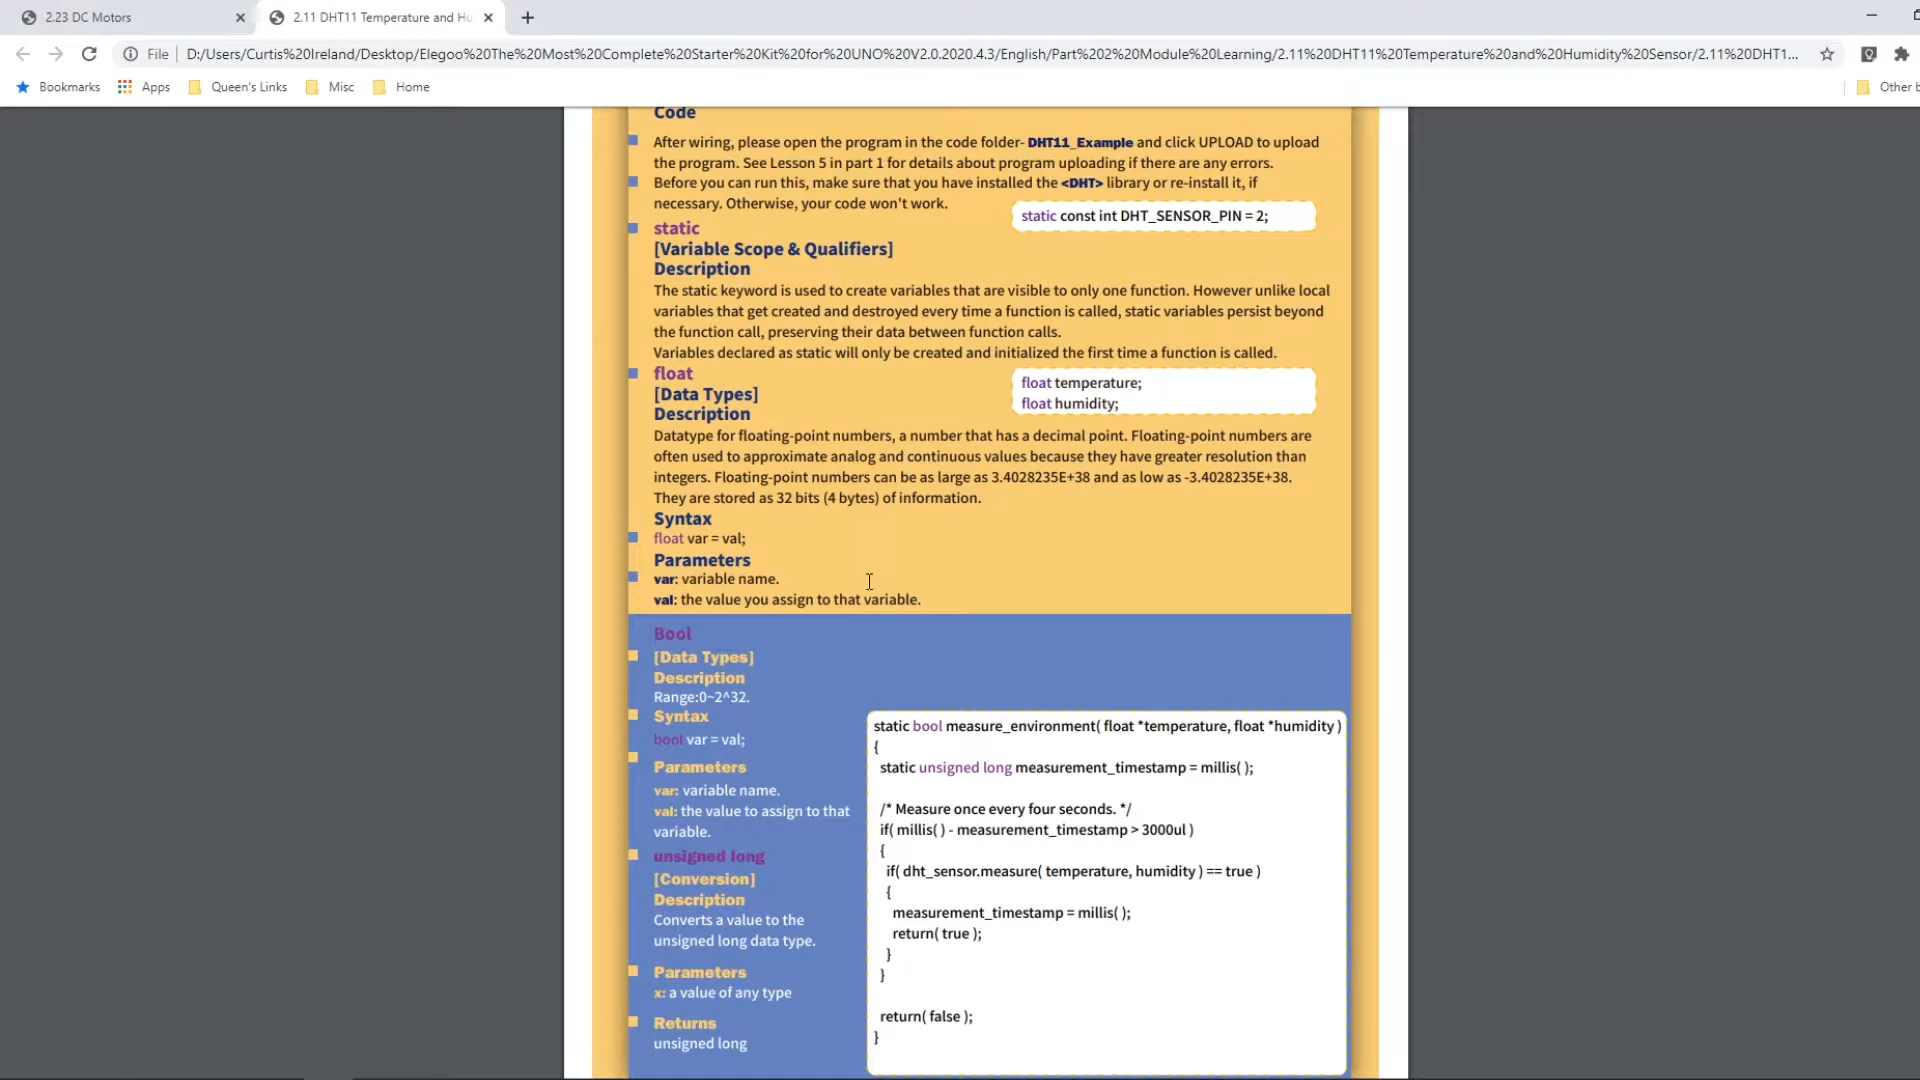 2.23 DC Motors
2.11 DHT11 Temperature and Hu
File
D:/Users/Curtis%20Ireland/Desktop/Elegoo%20The%20Most%20Complete%20Starter%20Kit%20for%20UNO%20V2.0.2020.4.3/English/Part%202%20Module%20Learning/2.11%20DHT11%20Temperature%20and%20Humidity%20Sensor/2.11%20DHT1...
Bookmarks
Apps
Queen's Links
Misc
Home
Other b
Code
After wiring, please open the program in the code folder- DHT11_Example and click UPLOAD to upload
the program. See Lesson 5 in part 1 for details about program uploading if there are any errors.
Before you can run this, make sure that you have installed the <DHT> library or re-install it, if
necessary. Otherwise, your code won't work.
static const int DHT_SENSOR_PIN = 2;
static
[Variable Scope & Qualifiers]
Description
The static keyword is used to create variables that are visible to only one function. However unlike local
variables that get created and destroyed every time a function is called, static variables persist beyond
the function call, preserving their data between function calls.
Variables declared as static will only be created and initialized the first time a function is called.
float
[Data Types]
Description
float temperature;
float humidity;
Datatype for floating-point numbers, a number that has a decimal point. Floating-point numbers are
often used to approximate analog and continuous values because they have greater resolution than
integers. Floating-point numbers can be as large as 3.4028235E+38 and as low as -3.4028235E+38.
They are stored as 32 bits (4 bytes) of information.
Syntax
float var = val;
Parameters
var: variable name.
val: the value you assign to that variable.
Bool
[Data Types]
Description
Range:0~2^32.
Syntax
bool var = val;
Parameters
var: variable name.
val: the value to assign to that
variable.
unsigned long
[Conversion]
Description
Converts a value to the
unsigned long data type.
Parameters
x: a value of any type
Returns
unsigned long
static bool measure_environment( float *temperature, float *humidity )
{
static unsigned long measurement_timestamp = millis( );
/* Measure once every four seconds. */
if( millis( ) - measurement_timestamp > 3000ul )
{
if( dht_sensor.measure( temperature, humidity ) == true )
{
measurement_timestamp = millis( );
return( true );
}
}
return( false );
}